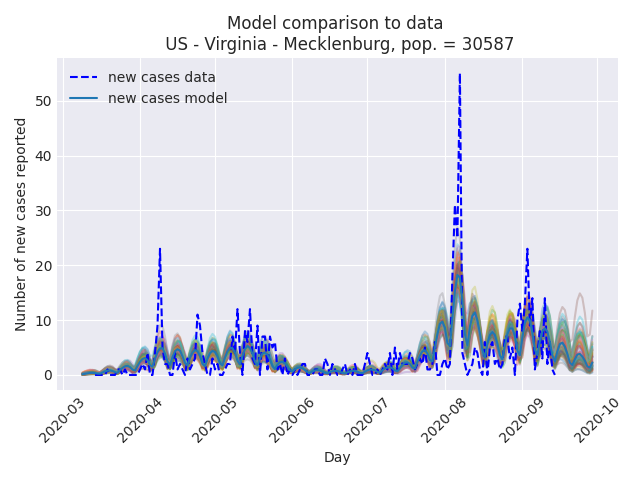 Model comparison to data
US - Virginia - Mecklenburg, pop. = 30587
new cases data
new cases model
Number of new cases reported
50
40
30
20
10
0
2020-03
2020-04
2020-05
2020-06
2020-07
2020-08
2020-09
2020-10
Day